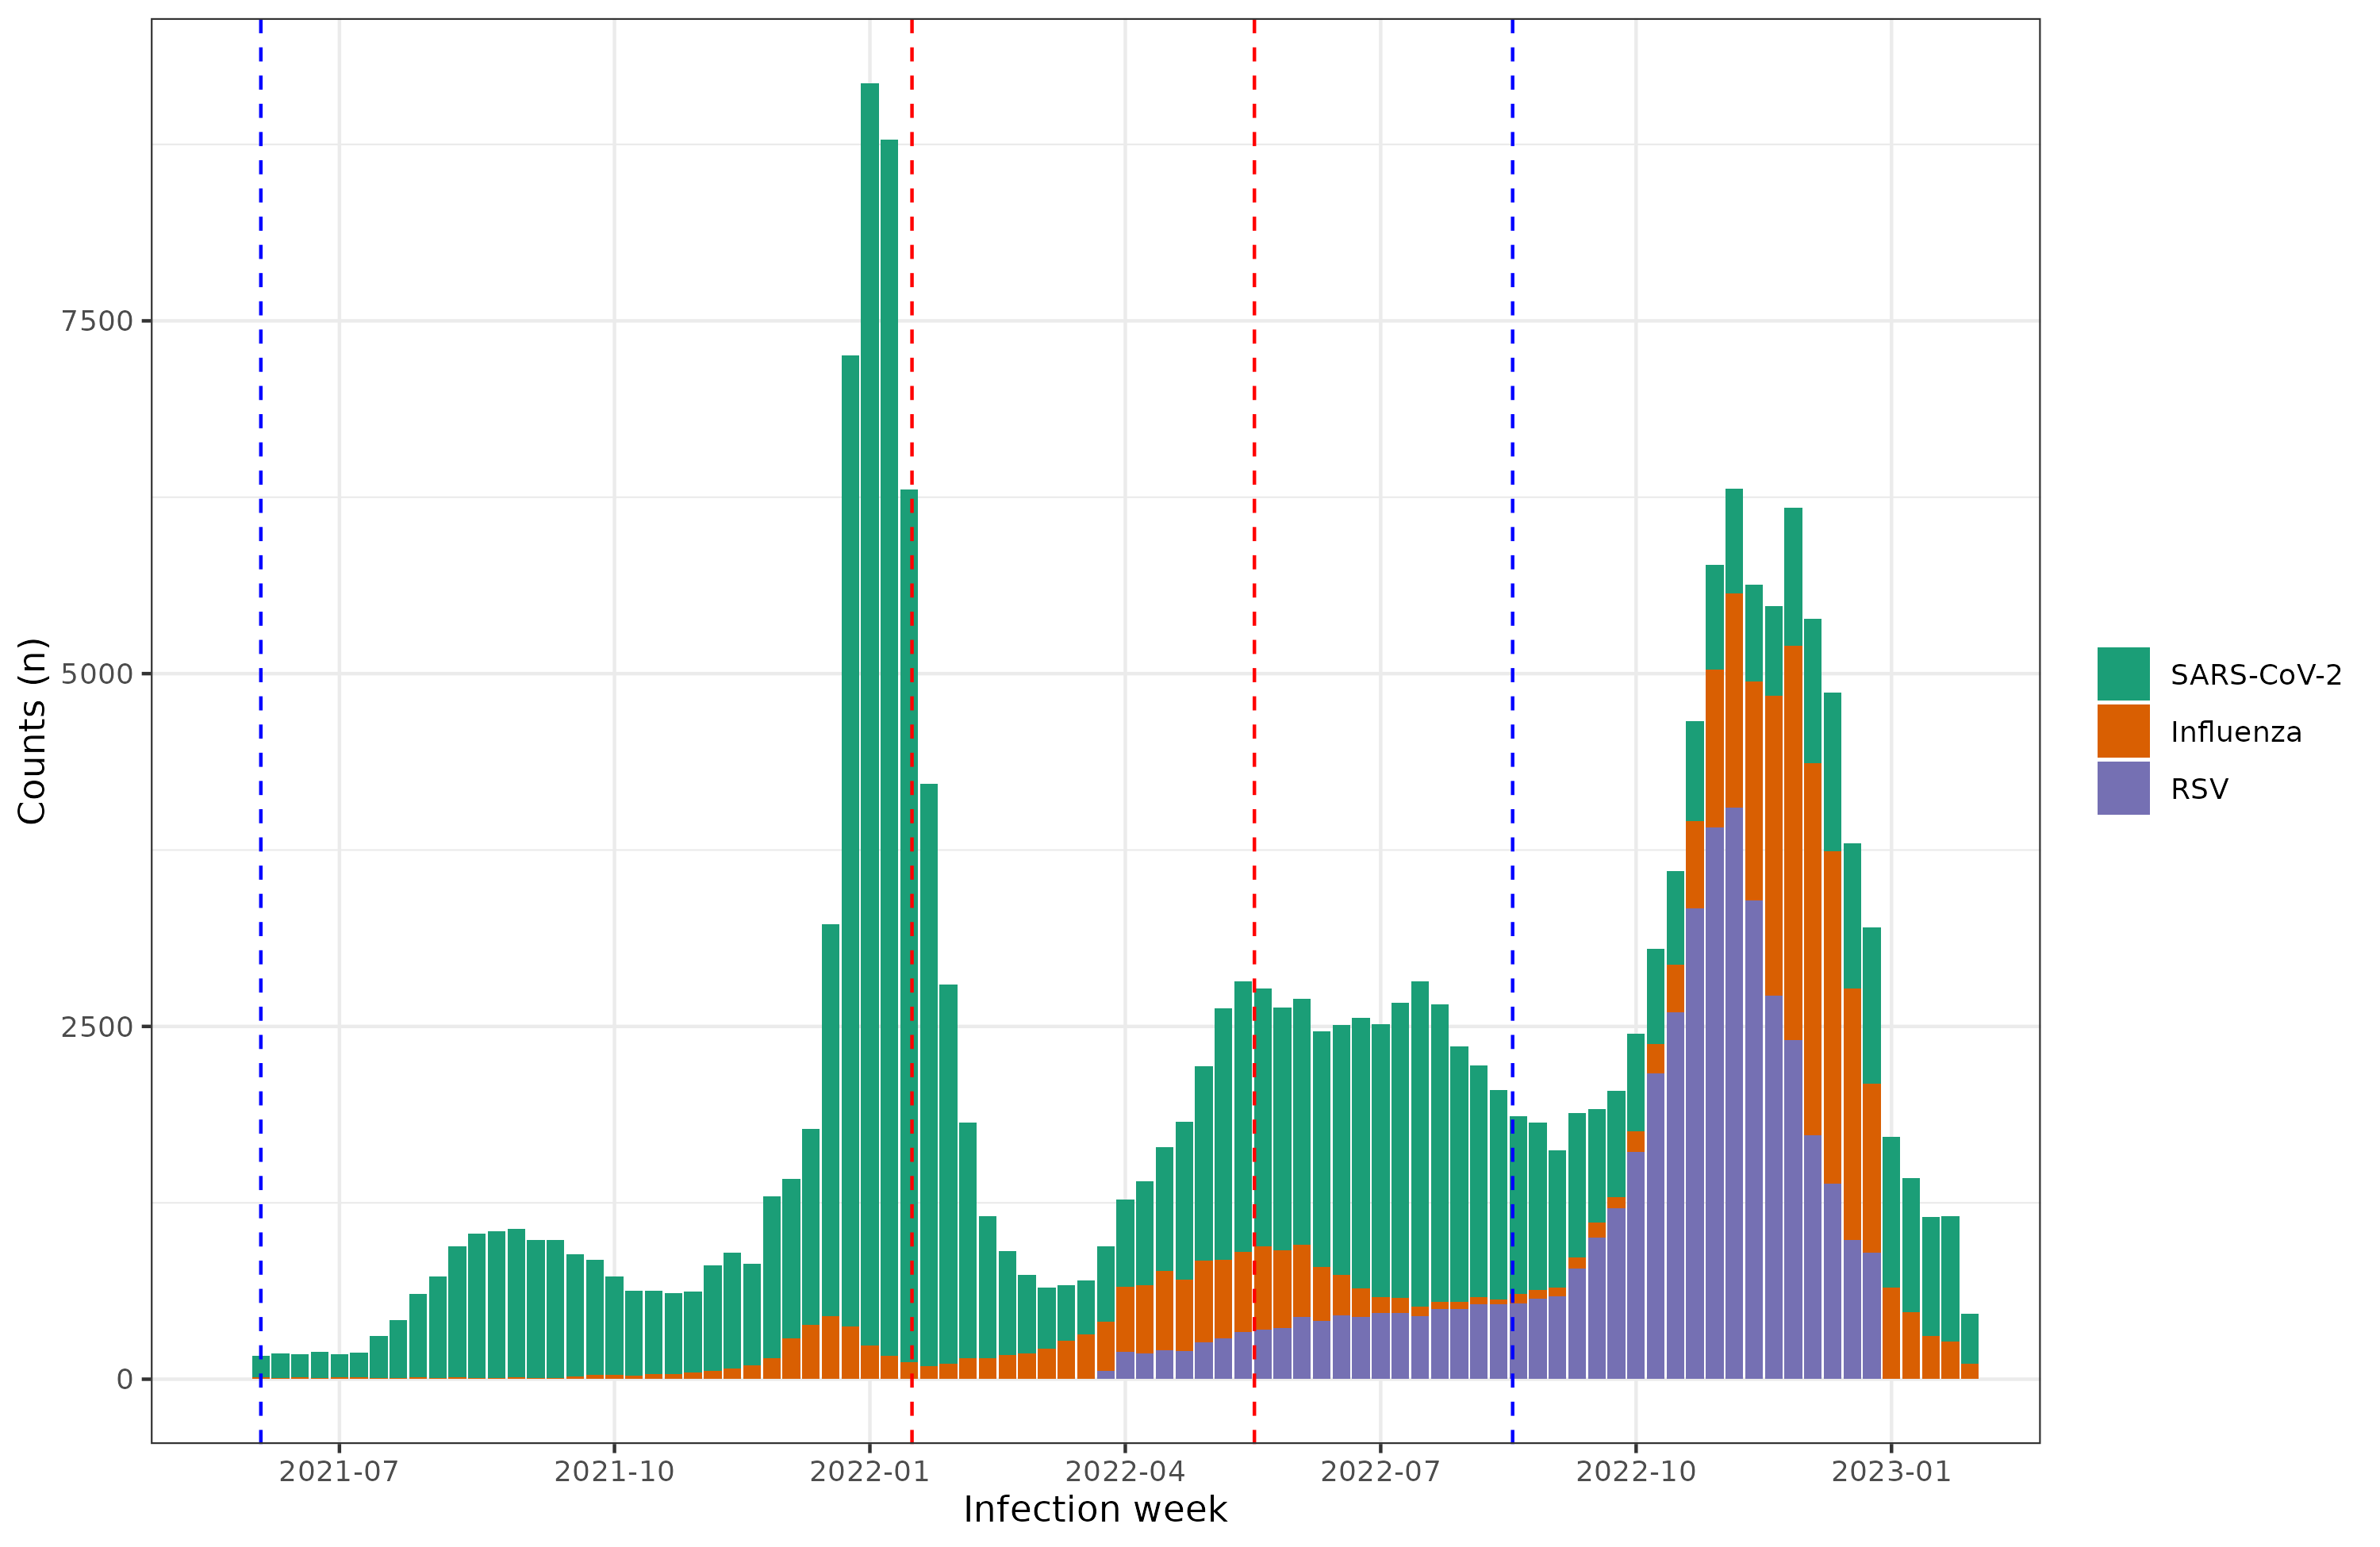 Counts (n)
7500
5000
2500
0
2021-07
2021-10
2022-01
2022-04
2022-07
2022-10
2023-01
Infection week
SARS-CoV-2
Influenza
RSV